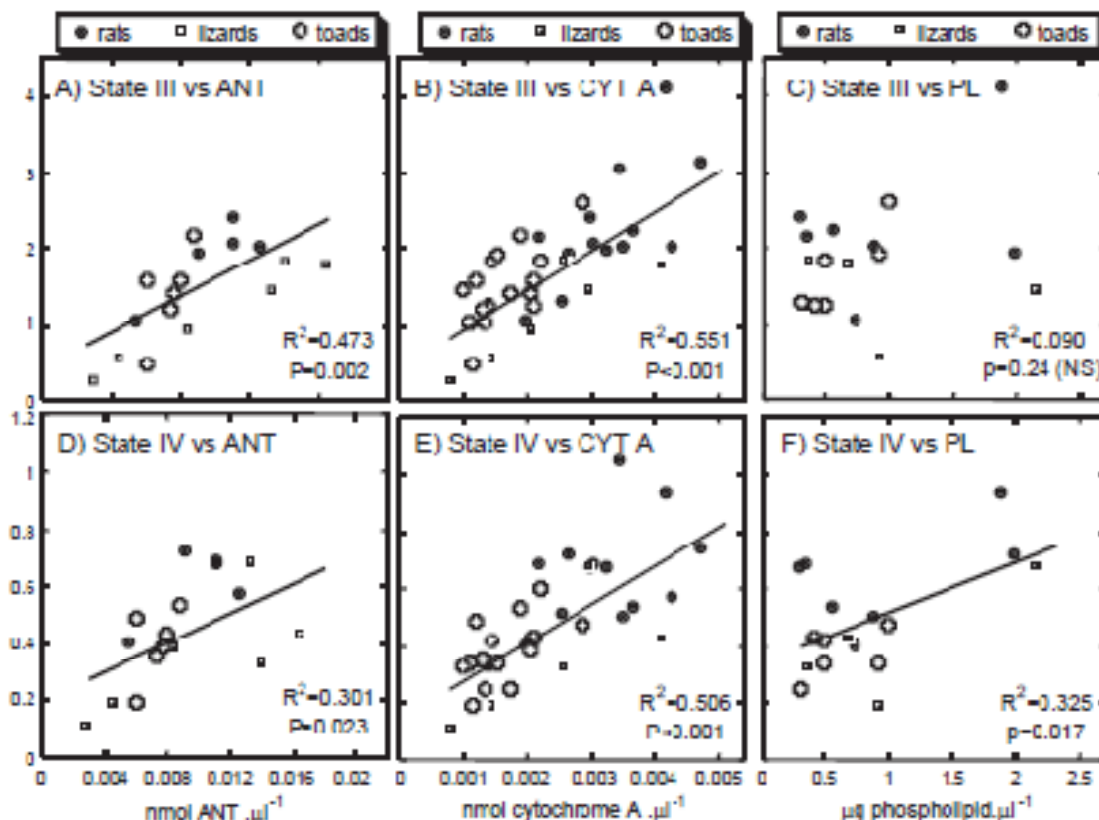 rats lizards toads
rats lizards toads
rats lizards toads
A) State III vs ANT
B) State III vs CYT A
C) State III vs PL
4
3
2
1
0
R²=0.473
P=0.002
R²=0.551
P<0.001
R²=0.090
p=0.24 (NS)
D) State IV vs ANT
E) State IV vs CYT A
F) State IV vs PL
1.2
1
0.8
0.6
0.4
0.2
0
R²=0.301
P=0.023
R²=0.506
R²=0.325
p=0.017
0 0.004 0.008 0.012 0.016 0.02
0.001 0.002 0.003 0.004 0.005
0 0.5 1 1.5 2 2.5
nmol ANT .µl⁻¹
nmol cytochrome A .µl⁻¹
µg phospholipid.µl⁻¹